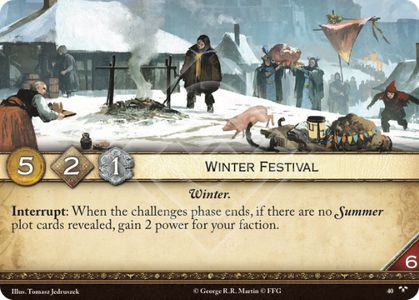 5 2 1 WINTER FESTIVAL
Winter.
Interrupt: When the challenges phase ends, if there are no Summer
plot cards revealed, gain 2 power for your faction.
6
Illus. Tomasz Jedruszek © George R.R. Martin © FFG 40